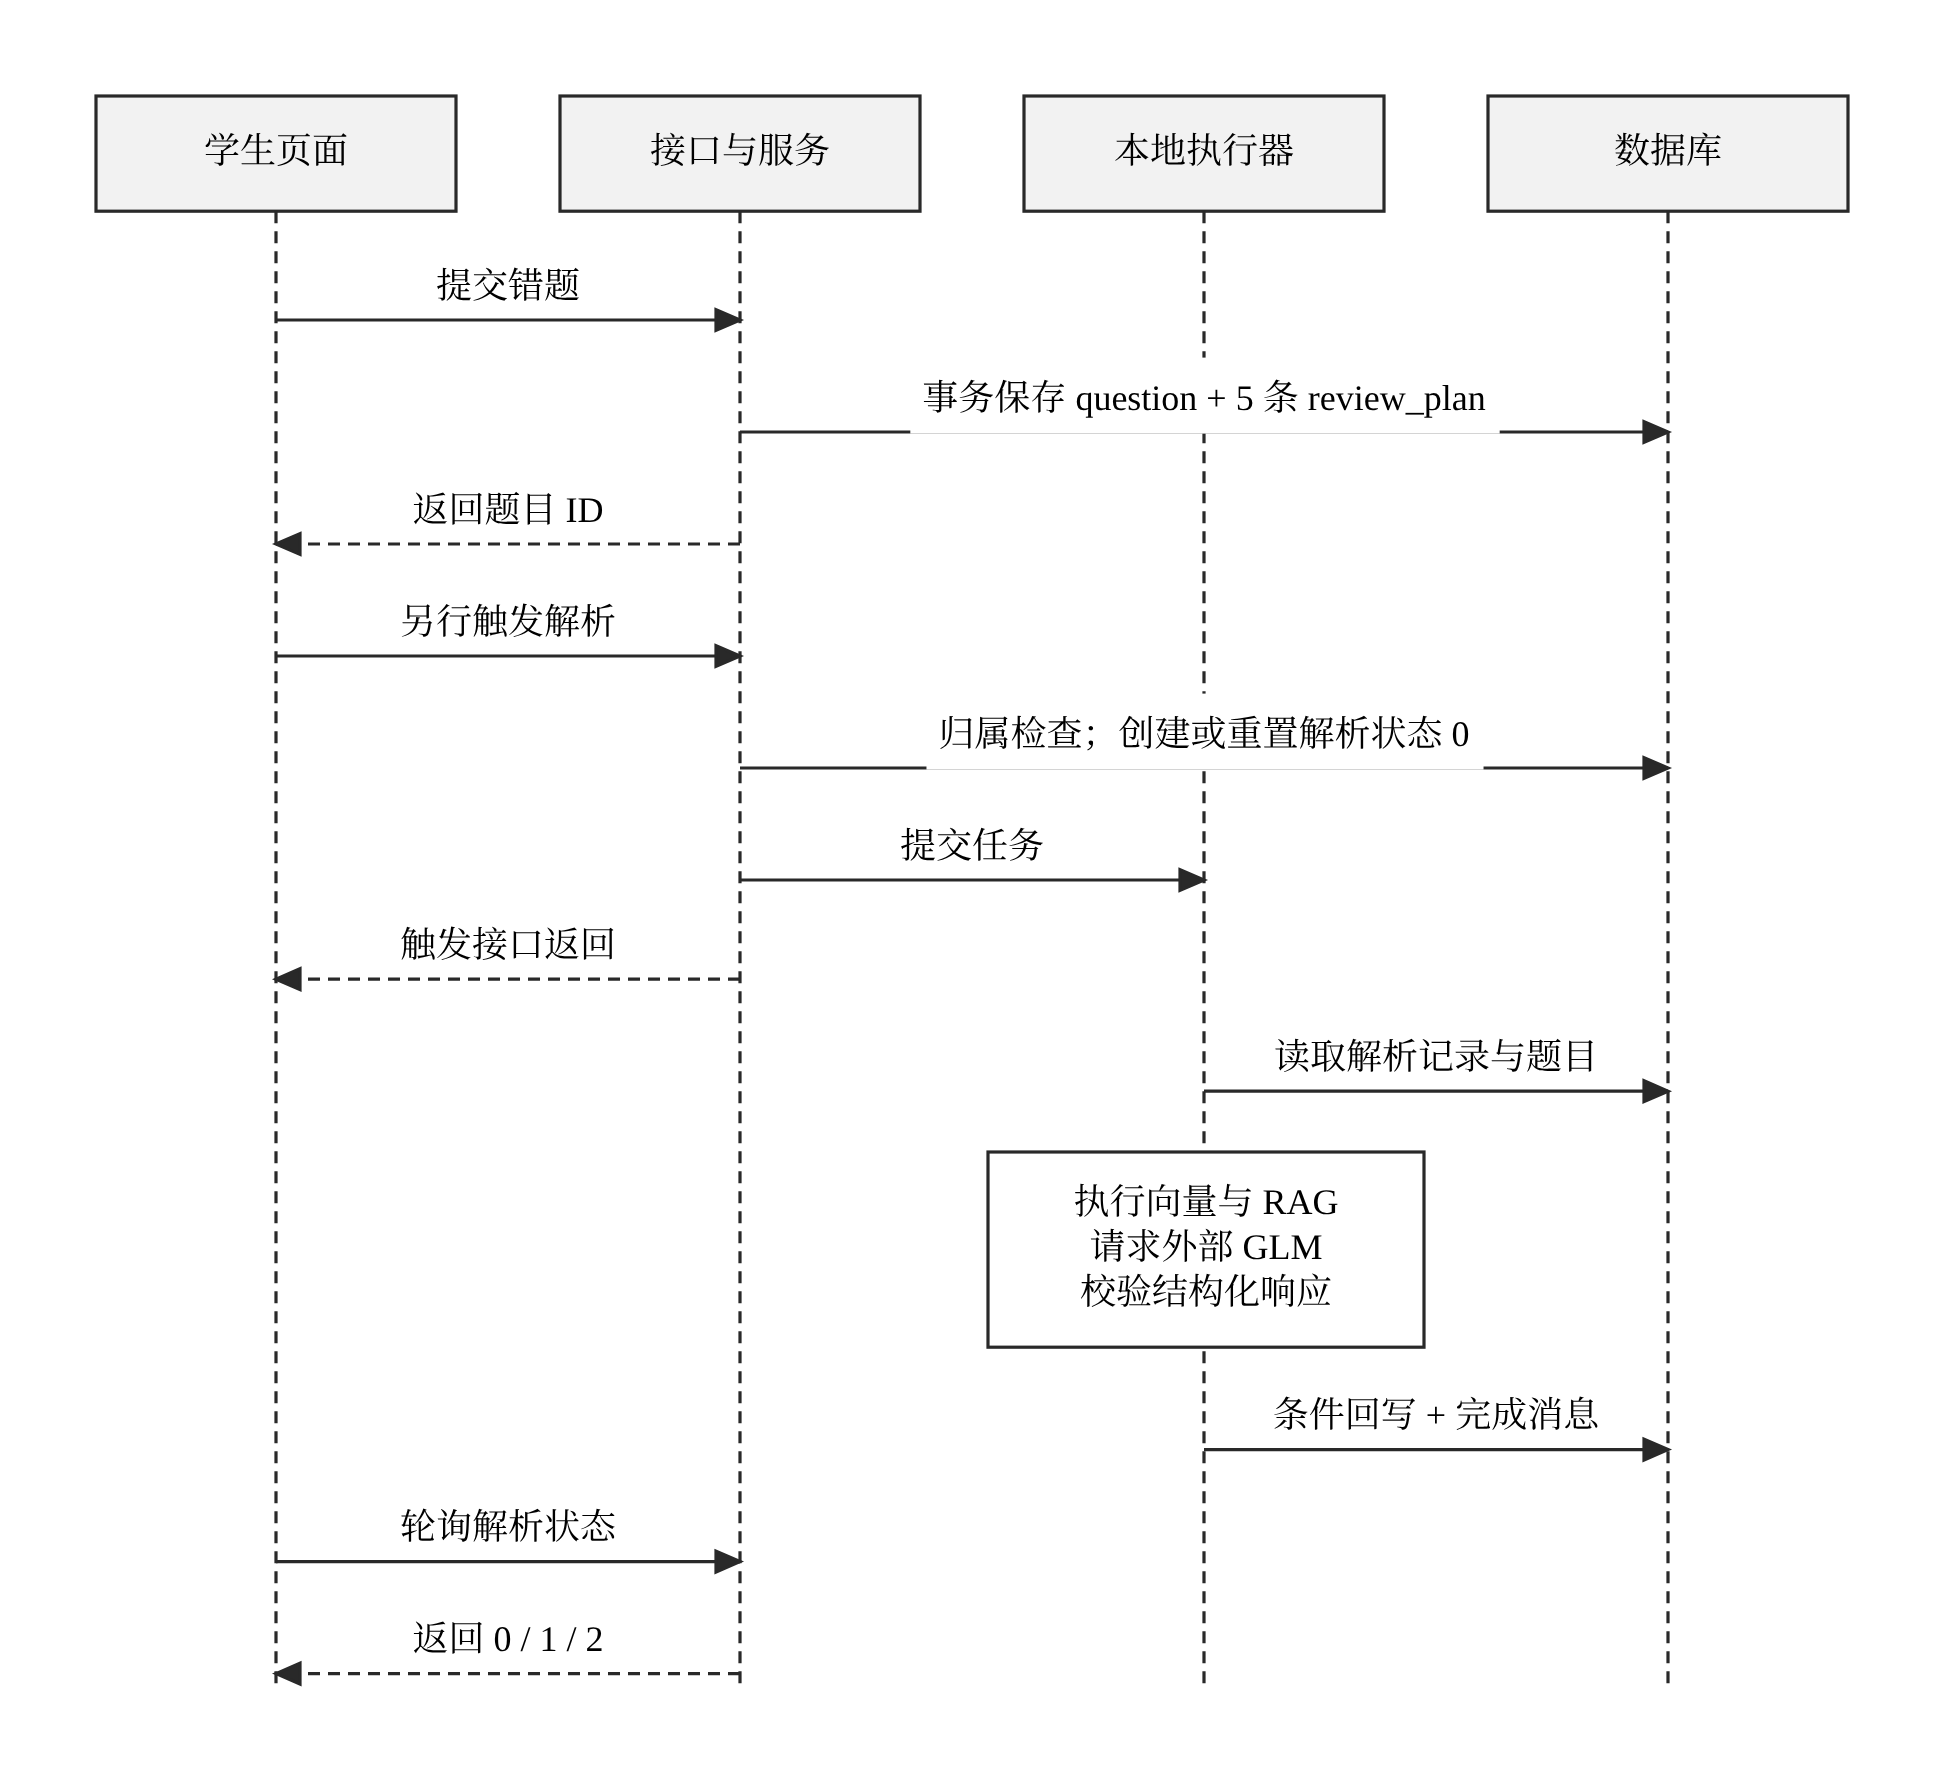 学生页面
接口与服务
本地执行器
数据库
提交错题
事务保存 question + 5 条 review_plan
返回题目 ID
另行触发解析
归属检查；创建或重置解析状态 0
提交任务
触发接口返回
读取解析记录与题目
执行向量与 RAG
请求外部 GLM
校验结构化响应
条件回写 + 完成消息
轮询解析状态
返回 0 / 1 / 2